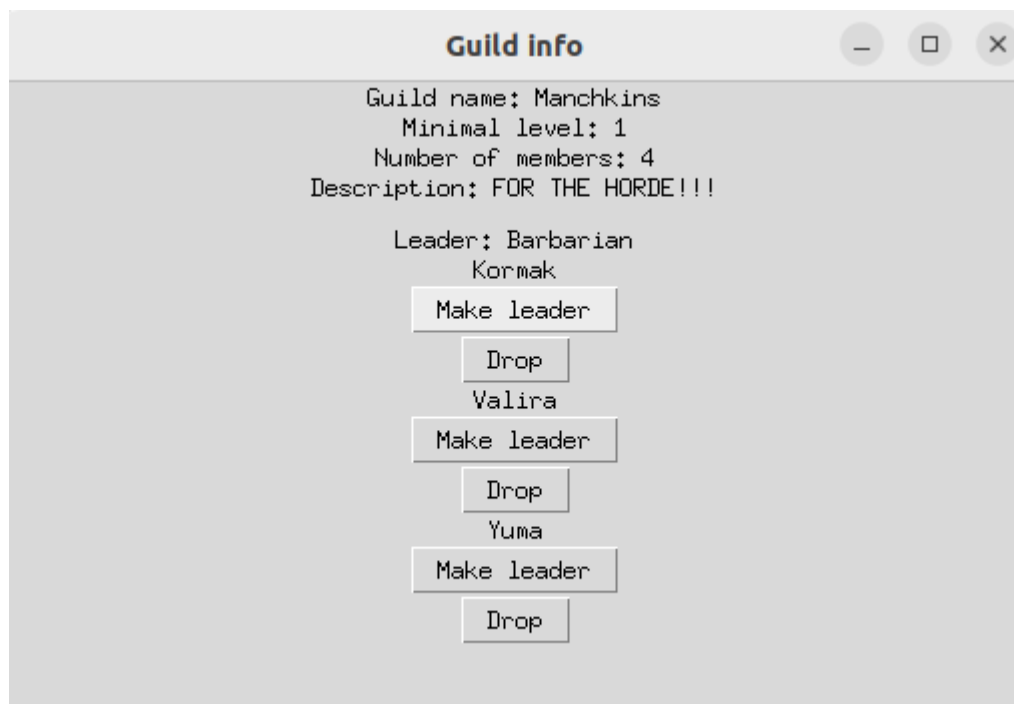 Guild info
Guild name: Manchkins
Minimal level: 1
Number of members: 4
Description: FOR THE HORDE!!!
Leader: Barbarian
Kormak
Make leader
Drop
Valira
Make leader
Drop
Yuma
Make leader
Drop